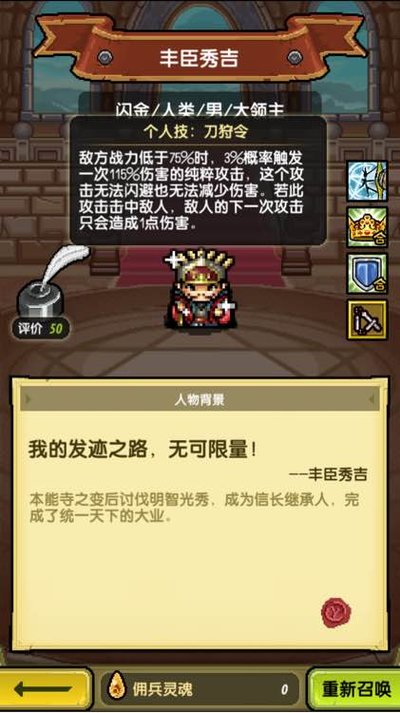 丰臣秀吉
闪金/人类/男/大领主
个人技：刀狩令
敌方战力低于75%时，3%概率触发
一次115%伤害的纯粹攻击，这个攻
击无法闪避也无法减少伤害。若此
攻击击中敌人，敌人的下一次攻击
只会造成1点伤害。
合
合
评价 50
人物背景
我的发迹之路，无可限量！
--丰臣秀吉
本能寺之变后讨伐明智光秀，成为信长继承人，完
成了统一天下的大业。
佣兵灵魂 0
重新召唤